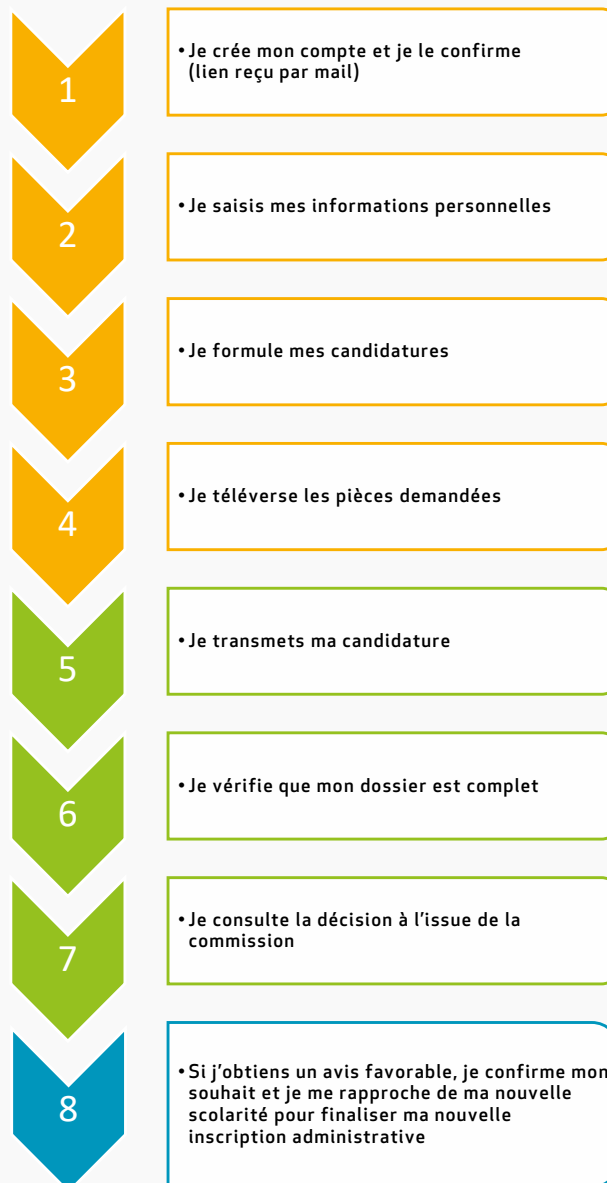 1
• Je crée mon compte et je le confirme
(lien reçu par mail)
2
• Je saisis mes informations personnelles
3
• Je formule mes candidatures
4
• Je téléverse les pièces demandées
5
• Je transmets ma candidature
6
• Je vérifie que mon dossier est complet
7
• Je consulte la décision à l’issue de la
commission
8
• Si j’obtiens un avis favorable, je confirme mon
souhait et je me rapproche de ma nouvelle
scolarité pour finaliser ma nouvelle
inscription administrative